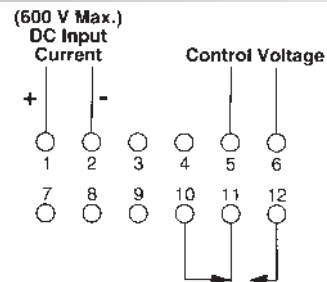 (600 V Max.)
DC Input
Current
Control Voltage
+ -
1 2 3 4 5 6
7 8 9 10 11 12